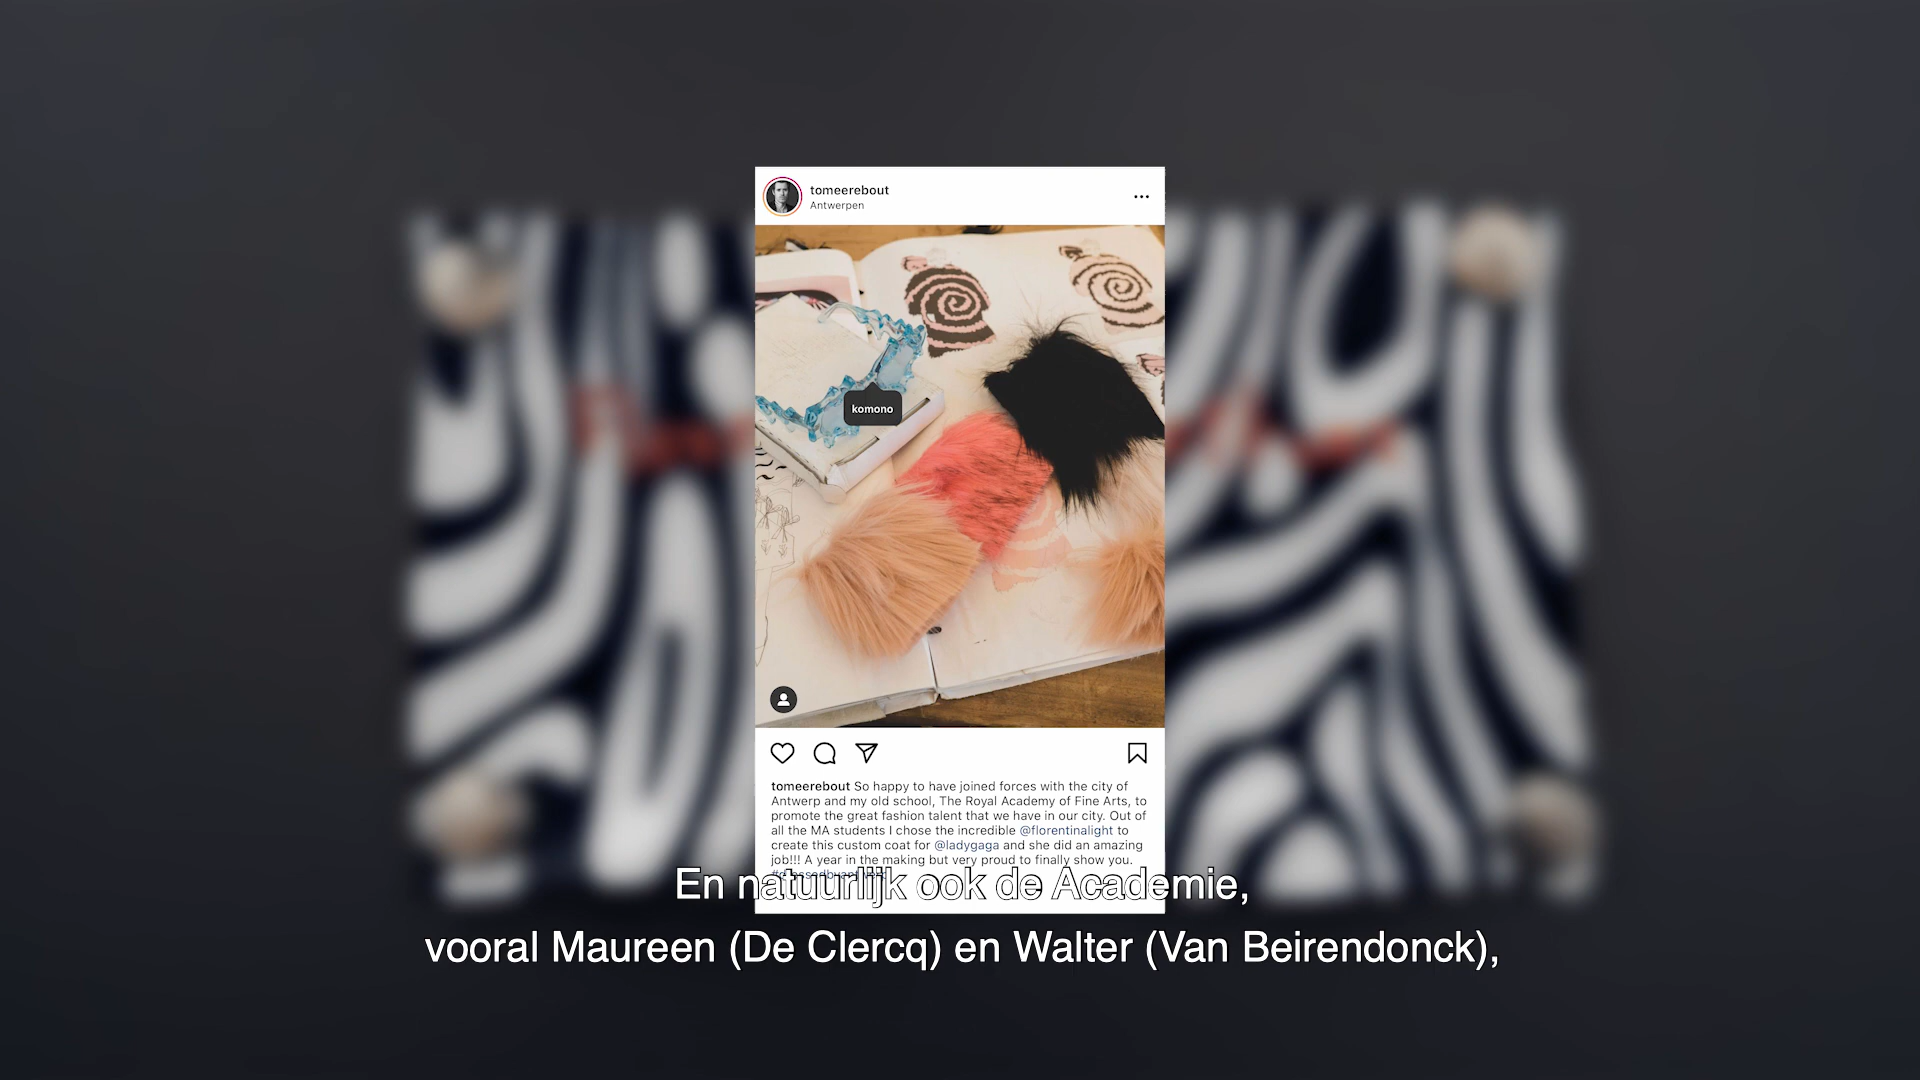 tomeerebout
Antwerpen
komono
tomeerebout So happy to have joined forces with the city of
Antwerp and my old school, The Royal Academy of Fine Arts, to
promote the great fashion talent that we have in our city. Out of
all the MA students I chose the incredible @florentinalight to
create this custom coat for @ladygaga and she did an amazing
job!!! A year in the making but very proud to finally show you.
En natuurlijk ook de Academie,
vooral Maureen (De Clercq) en Walter (Van Beirendonck),